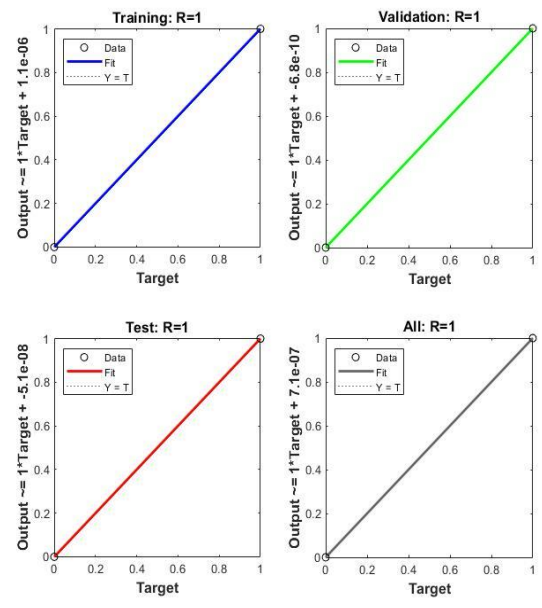 Training: R=1
Output ~= 1*Target + 1.1e-06
1
0.8
0.6
0.4
0.2
0
Data
Fit
Y = T
0
0.2
0.4
0.6
0.8
1
Target
Validation: R=1
Output ~= 1*Target + -6.8e-10
1
0.8
0.6
0.4
0.2
0
Data
Fit
Y = T
0
0.2
0.4
0.6
0.8
1
Target
Test: R=1
Output ~= 1*Target + -5.1e-08
1
0.8
0.6
0.4
0.2
0
Data
Fit
Y = T
0
0.2
0.4
0.6
0.8
1
Target
All: R=1
Output ~= 1*Target + 7.1e-07
1
0.8
0.6
0.4
0.2
0
Data
Fit
Y = T
0
0.2
0.4
0.6
0.8
1
Target